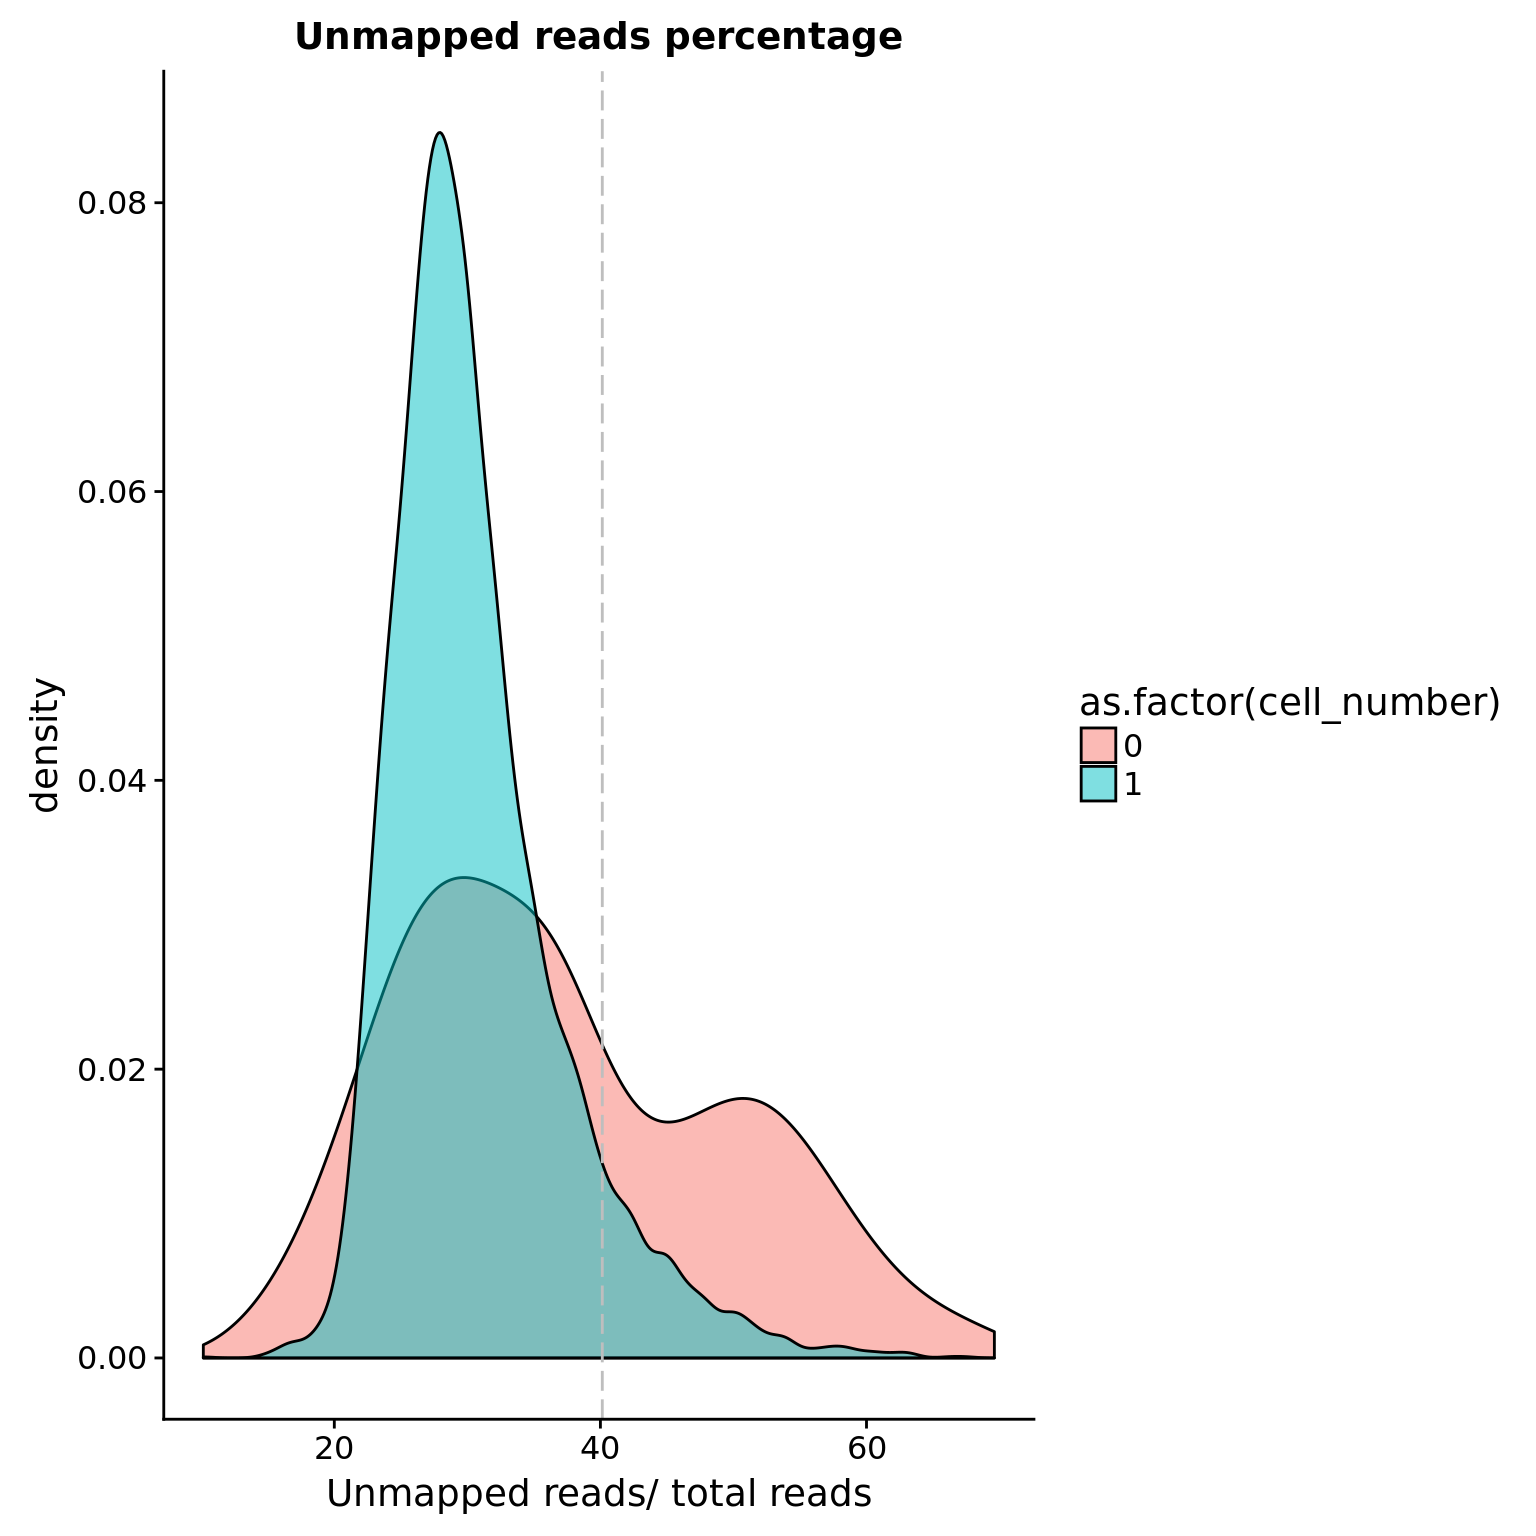 Unmapped reads percentage
0.08
0.06
0.04
0.02
0.00
density
20
40
60
Unmapped reads/ total reads
as.factor(cell_number)
0
1